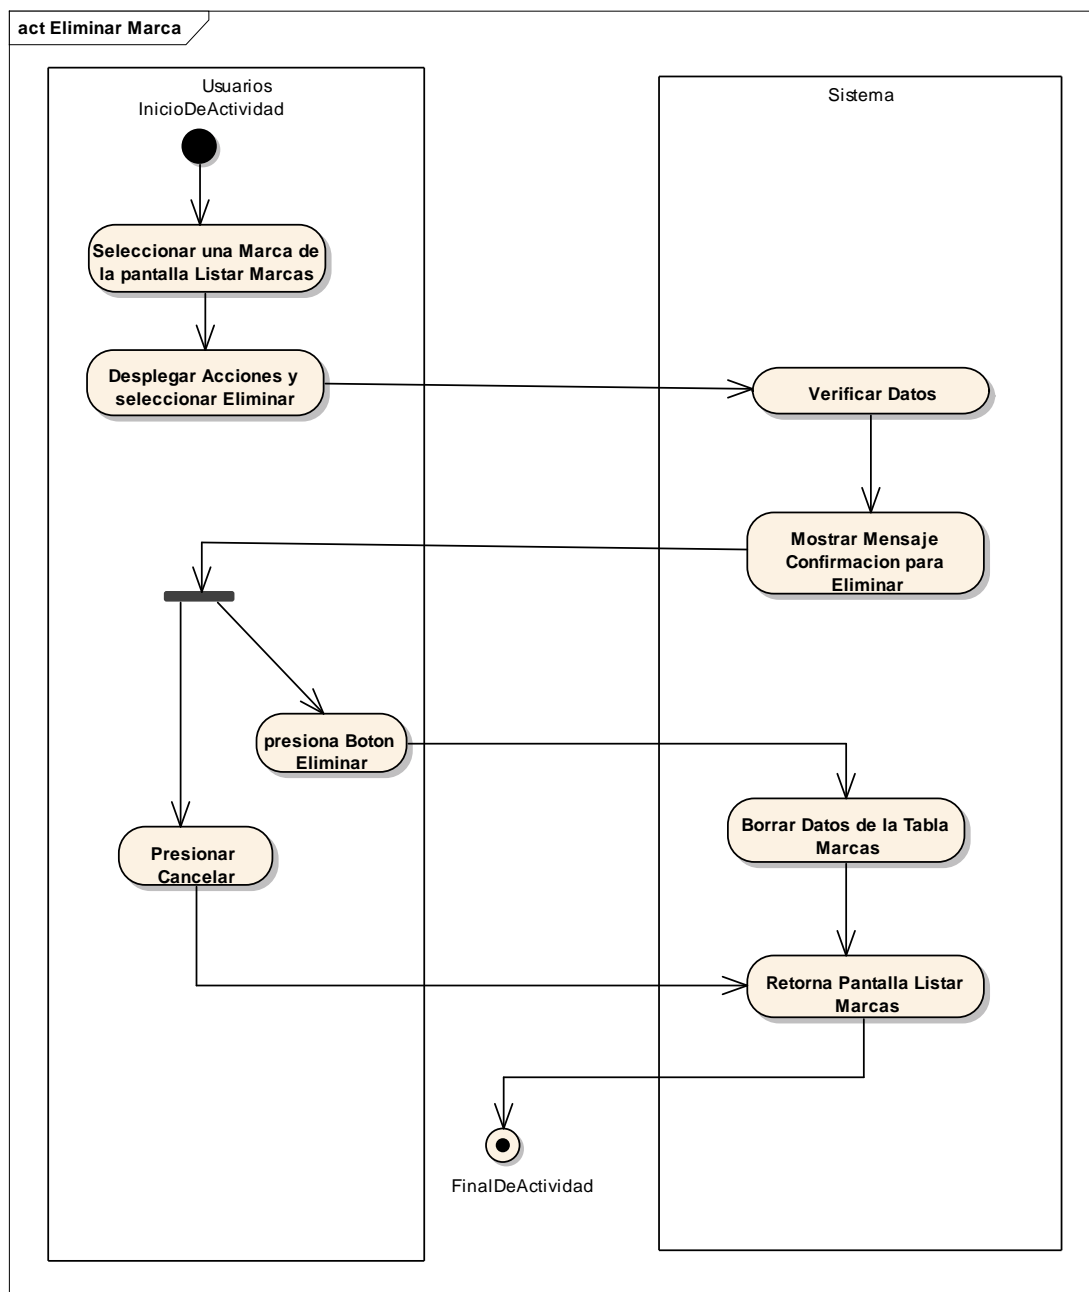 act Eliminar Marca
Usuarios
InicioDeActividad
Sistema
Seleccionar una Marca de
la pantalla Listar Marcas
Desplegar Acciones y
seleccionar Eliminar
Verificar Datos
Mostrar Mensaje
Confirmacion para
Eliminar
presiona Boton
Eliminar
Borrar Datos de la Tabla
Marcas
Presionar
Cancelar
Retorna Pantalla Listar
Marcas
FinalDeActividad